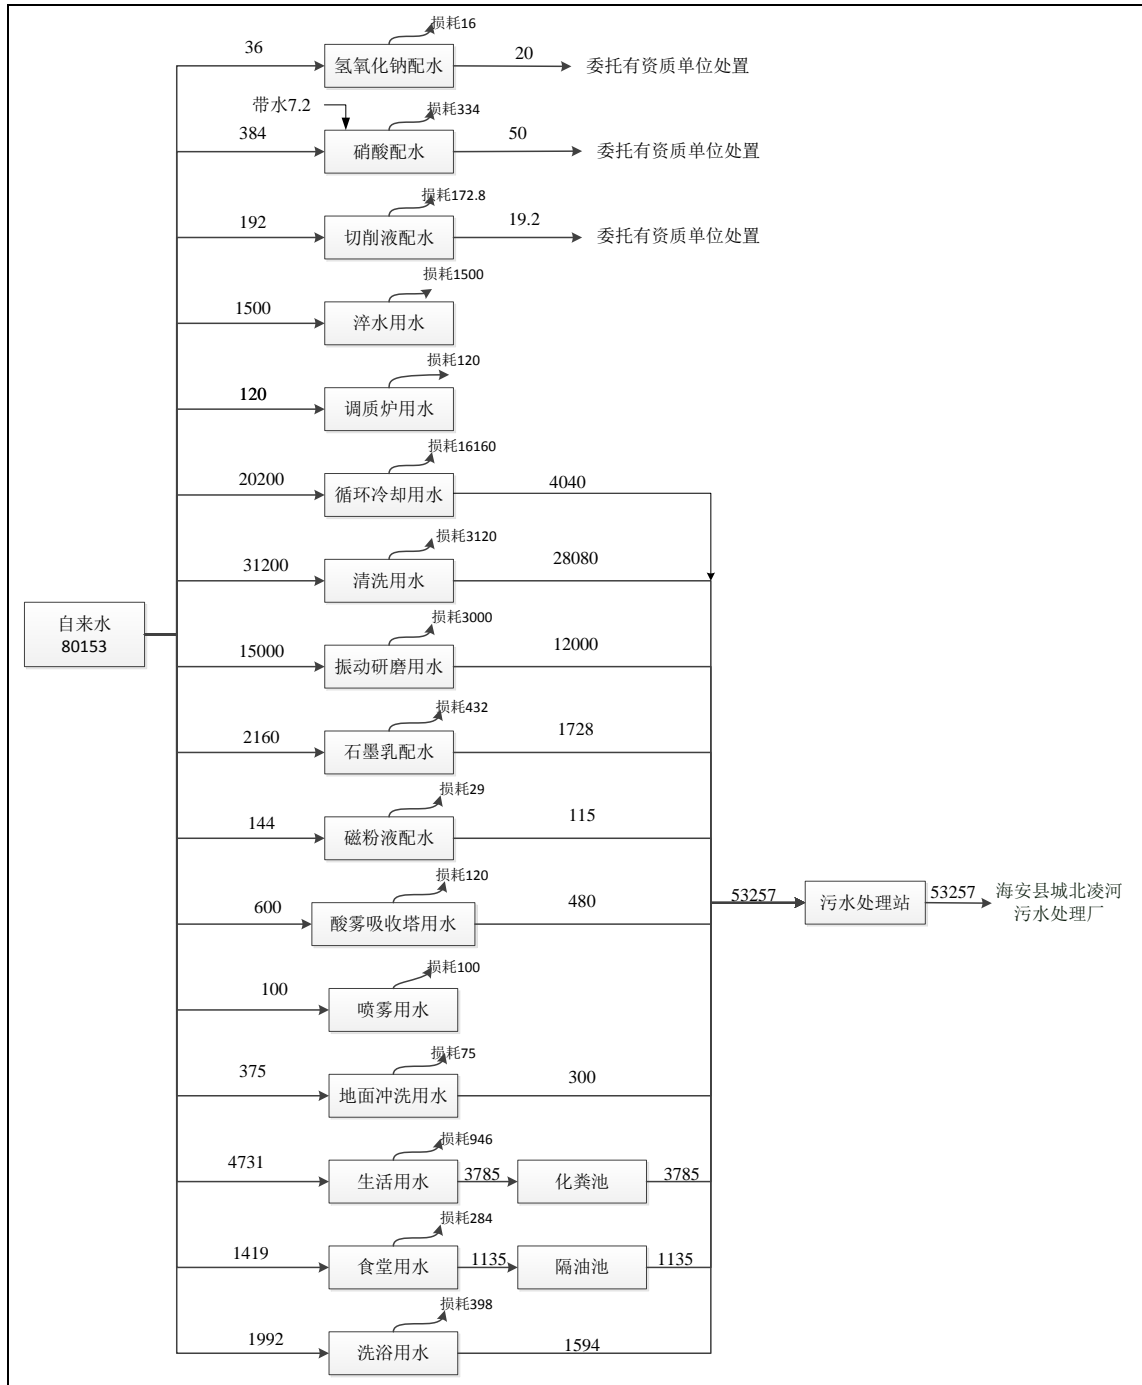 损耗16
36
氢氧化钠配水
20
委托有资质单位处置
带水7.2
损耗334
384
硝酸配水
50
委托有资质单位处置
损耗172.8
192
切削液配水
19.2
委托有资质单位处置
损耗1500
1500
淬水用水
损耗120
120
调质炉用水
损耗16160
20200
循环冷却用水
4040
损耗3120
31200
清洗用水
28080
自来水
80153
损耗3000
15000
振动研磨用水
12000
损耗432
2160
石墨乳配水
1728
损耗29
144
磁粉液配水
115
损耗120
600
酸雾吸收塔用水
480
53257
污水处理站
53257
海安县城北凌河
污水处理厂
损耗100
100
喷雾用水
损耗75
375
地面冲洗用水
300
损耗946
4731
生活用水
3785
化粪池
3785
损耗284
1419
食堂用水
1135
隔油池
1135
损耗398
1992
洗浴用水
1594